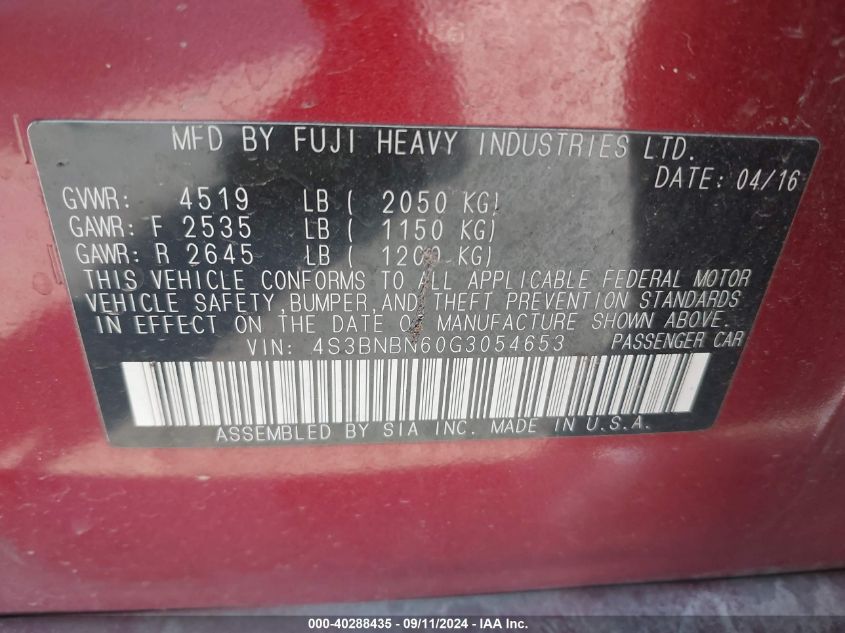 MFD BY FUJI HEAVY INDUSTRIES LTD.
DATE: 04/16
GVWR: 4519 LB ( 2050 KG)
GAWR: F 2535 LB ( 1150 KG)
GAWR: R 2645 LB ( 1200 KG)
THIS VEHICLE CONFORMS TO ALL APPLICABLE FEDERAL MOTOR
VEHICLE SAFETY, BUMPER, AND THEFT PREVENTION STANDARDS
IN EFFECT ON THE DATE OF MANUFACTURE SHOWN ABOVE.
VIN: 4S3BNBN60G3054653 PASSENGER CAR
ASSEMBLED BY SIA INC. MADE IN U.S.A.
000-40288435 - 09/11/2024 - IAAI Inc.